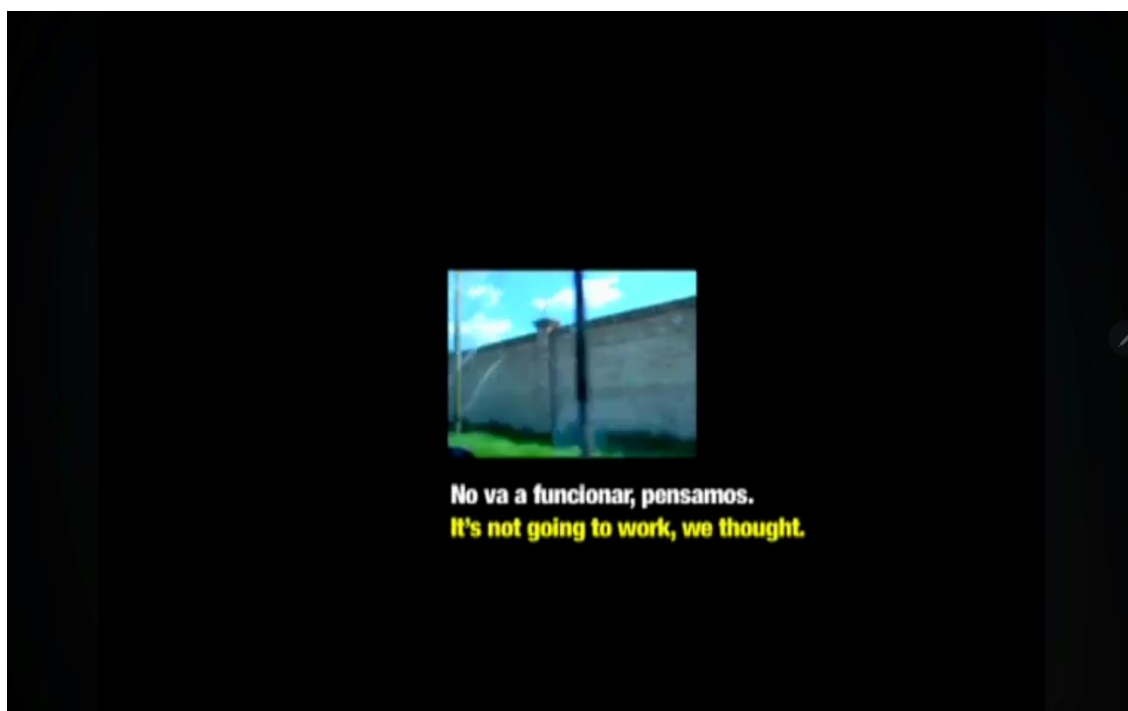 No va a funcionar, pensamos.
It's not going to work, we thought.